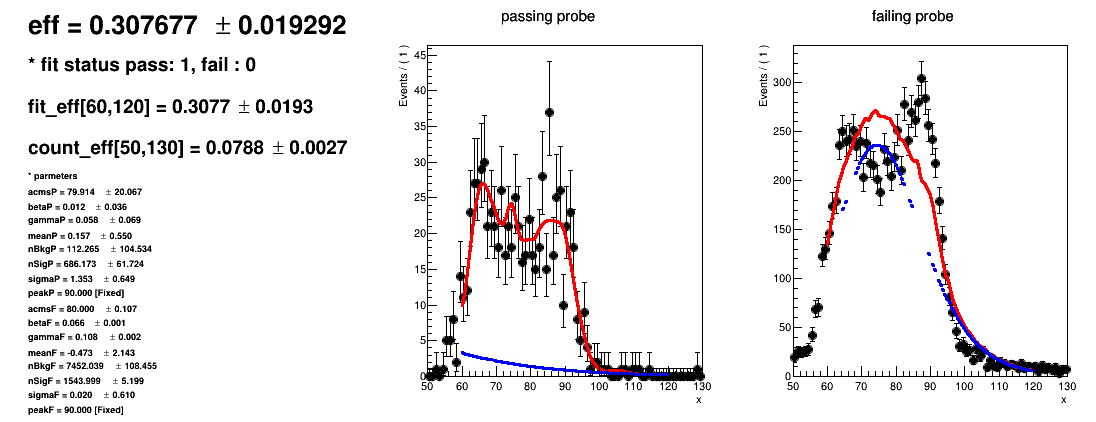 eff = 0.307677 ± 0.019292
* fit status pass: 1, fail : 0
fit_eff[60,120] = 0.3077 ± 0.0193
count_eff[50,130] = 0.0788 ± 0.0027
* parmeters
acmsP = 79.914 ± 20.067
betaP = 0.012 ± 0.036
gammaP = 0.058 ± 0.069
meanP = 0.157 ± 0.550
nBkgP = 112.265 ± 104.534
nSigP = 686.173 ± 61.724
sigmaP = 1.353 ± 0.649
peakP = 90.000 [Fixed]
acmsF = 80.000 ± 0.107
betaF = 0.066 ± 0.001
gammaF = 0.108 ± 0.002
meanF = -0.473 ± 2.143
nBkgF = 7452.039 ± 108.455
nSigF = 1543.999 ± 5.199
sigmaF = 0.020 ± 0.610
peakF = 90.000 [Fixed]
passing probe
Events / ( 1 )
45
40
35
30
25
20
15
10
5
0
50 60 70 80 90 100 110 120 130
x
failing probe
Events / ( 1 )
300
250
200
150
100
50
0
50 60 70 80 90 100 110 120 130
x